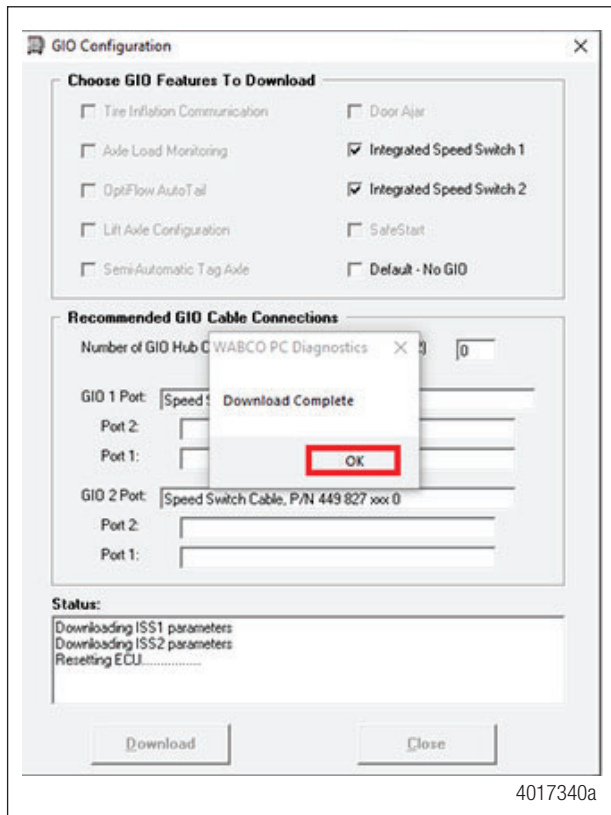 GIO Configuration
Choose GIO Features To Download
Tire Inflation Communication
Door Ajar
Axle Load Monitoring
Integrated Speed Switch 1
OptiFlow AutoTail
Integrated Speed Switch 2
Lift Axle Configuration
SafeStart
Semi-Automatic Tag Axle
Default - No GIO
Recommended GIO Cable Connections
Number of GIO Hub
0
WABCO PC Diagnostics
Download Complete
OK
GIO 1 Port: Speed
Port 2:
Port 1:
GIO 2 Port: Speed Switch Cable, P/N 449 827 xxx 0
Port 2:
Port 1:
Status:
Downloading ISS1 parameters
Downloading ISS2 parameters
Resetting ECU...............
Download
Close
4017340a